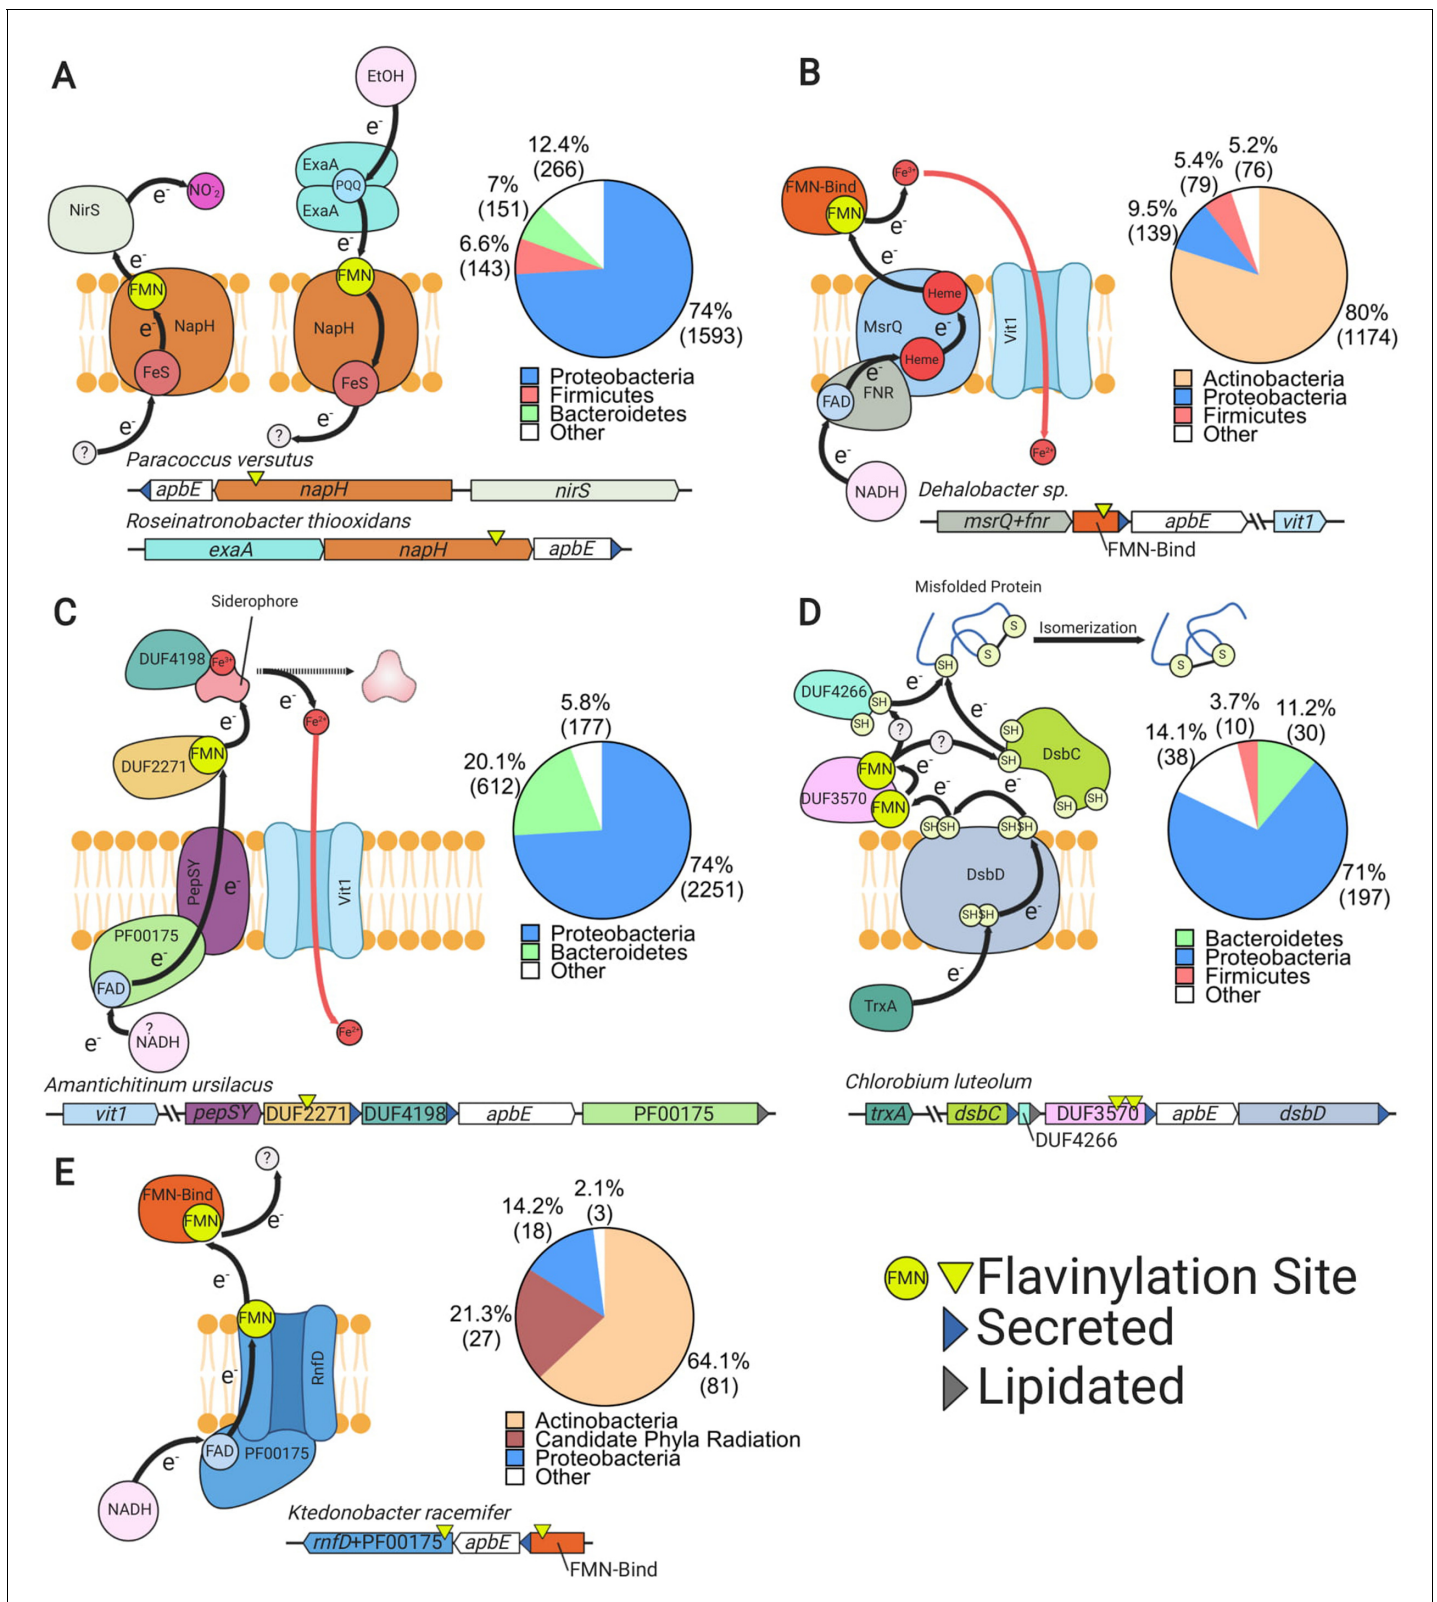 A
EtOH
e-
ExaA
PQQ
ExaA
e-
NirS
e-
NO-2
e-
FMN
NapH
e-
FeS
e-
?
FMN
NapH
FeS
e-
?
12.4%
(266)
7%
(151)
6.6%
(143)
74%
(1593)
Proteobacteria
Firmicutes
Bacteroidetes
Other
Paracoccus versutus
apbE
napH
nirS
Roseinatronobacter thiooxidans
exaA
napH
apbE
B
FMN-Bind
FMN
Fe3+
e-
e-
Heme
MsrQ
e-
Heme
e-
FAD
FNR
e-
NADH
Vit1
Fe2+
5.2%
(76)
5.4%
(79)
9.5%
(139)
80%
(1174)
Actinobacteria
Proteobacteria
Firmicutes
Other
Dehalobacter sp.
msrQ+fnr
apbE
vit1
FMN-Bind
C
Siderophore
DUF4198
Fe3+
e-
e-
Fe2+
FMN
DUF2271
PepSY
e-
Vit1
PF00175
e-
FAD
?
NADH
e-
Fe2+
5.8%
(177)
20.1%
(612)
74%
(2251)
Proteobacteria
Bacteroidetes
Other
Amantichitinum ursilacus
vit1
pepSY
DUF2271
DUF4198
apbE
PF00175
D
Misfolded Protein
S
S
SH
Isomerization
S
S
DUF4266
SH
SH
e-
e-
?
?
SH
SH
DsbC
SH
SH
FMN
e-
DUF3570
FMN
e-
e-
SH
SH
SH
SH
DsbD
SH
SH
e-
e-
TrxA
3.7%
(10)
11.2%
(30)
14.1%
(38)
71%
(197)
Bacteroidetes
Proteobacteria
Firmicutes
Other
Chlorobium luteolum
trxA
dsbC
DUF3570
apbE
dsbD
DUF4266
E
?
FMN-Bind
FMN
e-
e-
FMN
RnfD
e-
FAD
PF00175
e-
NADH
2.1%
(3)
14.2%
(18)
21.3%
(27)
64.1%
(81)
Actinobacteria
Candidate Phyla Radiation
Proteobacteria
Other
Ktedonobacter racemifer
rnfD+PF00175
apbE
FMN-Bind
FMN
Flavinylation Site
Secreted
Lipidated